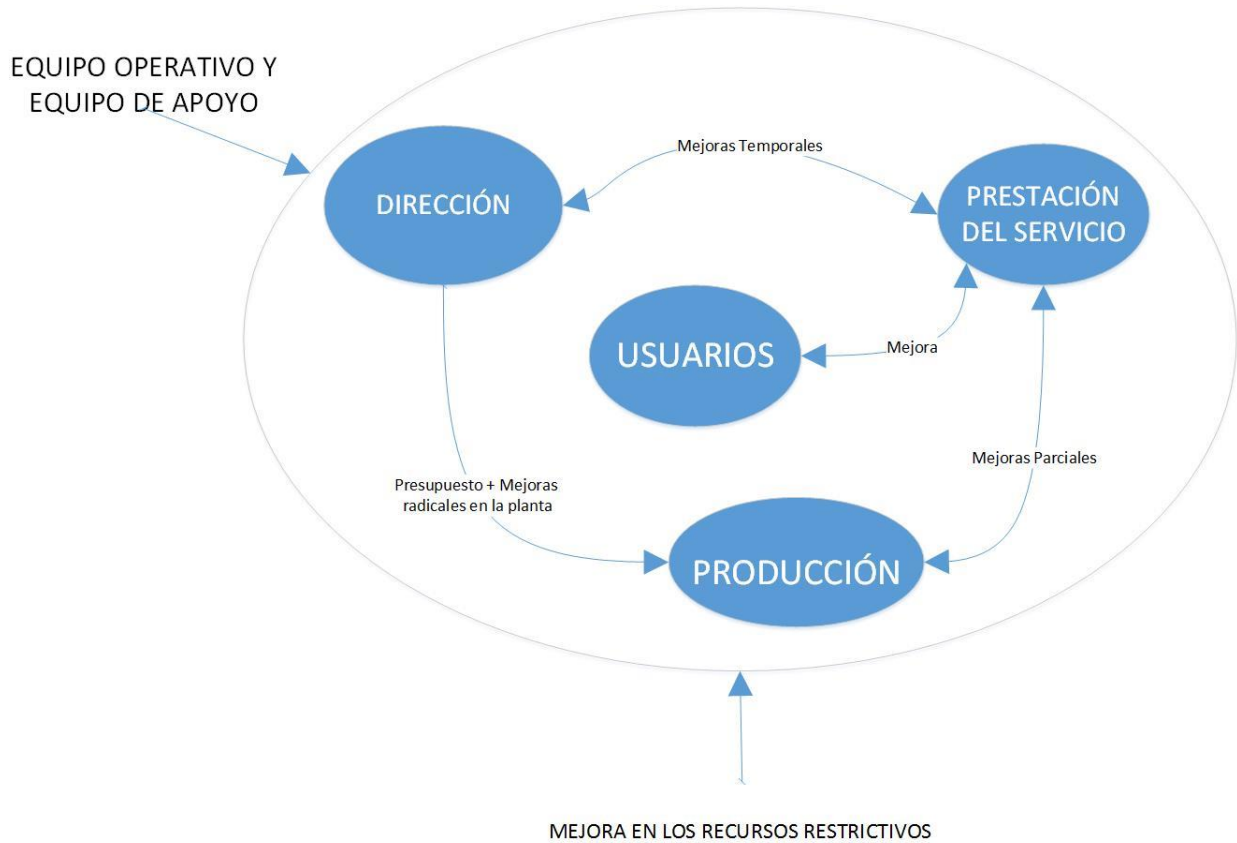 EQUIPO OPERATIVO Y
EQUIPO DE APOYO
Mejoras Temporales
DIRECCIÓN
PRESTACIÓN
DEL SERVICIO
USUARIOS
Mejora
Mejoras Parciales
Presupuesto + Mejoras
radicales en la planta
PRODUCCIÓN
MEJORA EN LOS RECURSOS RESTRICTIVOS